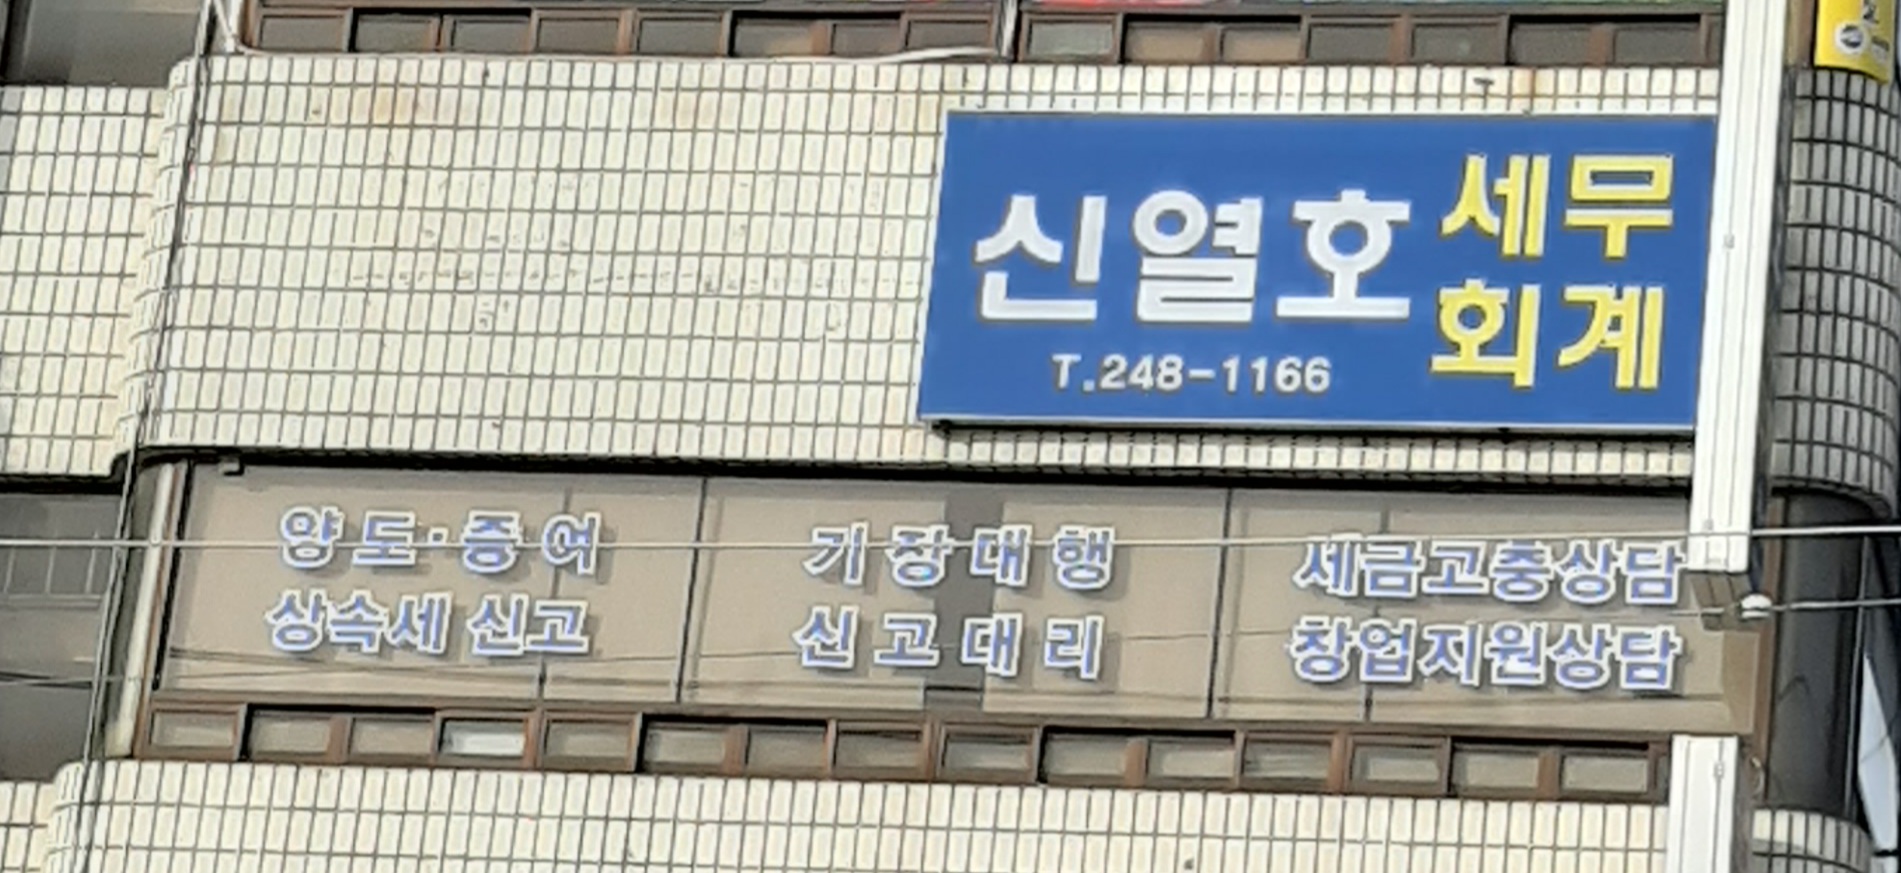 신열호 세무
회계
T.248-1166
양도·증여
상속세 신고
기장대행
신고대리
세금고충상담
창업지원상담